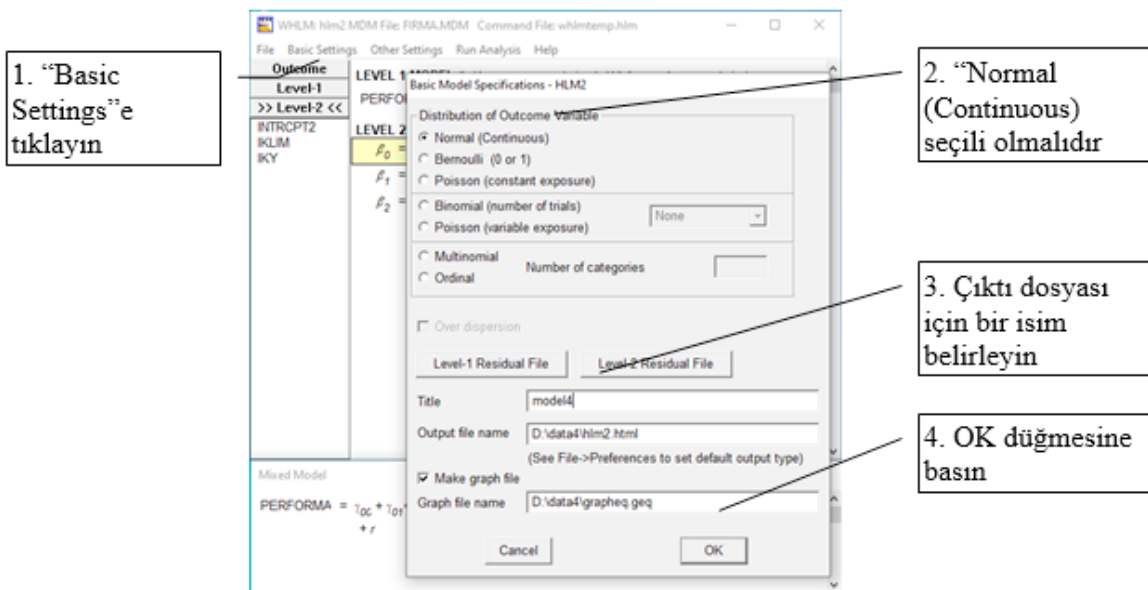 WHLM: hlm2 MDM File: FIRMA.MDM Command File: whlmtemp.hlm
File Basic Settings Other Settings Run Analysis Help
1. “Basic
Settings”e
tıklayın
Outcome
Level-1
>> Level-2 <<
INTRCPT2
IKLIM
IKY
LEVEL 1
PERFO
LEVEL 2
β0 =
β1 =
β2 =
Basic Model Specifications - HLM2
Distribution of Outcome Variable
Normal (Continuous)
Bernoulli (0 or 1)
Poisson (constant exposure)
Binomial (number of trials)
None
Poisson (variable exposure)
Multinomial
Ordinal
Number of categories
Over dispersion
Level-1 Residual File
Level-2 Residual File
Title
model4
Output file name
D:\data4\hlm2.html
(See File->Preferences to set default output type)
Make graph file
Graph file name
D:\data4\grapheq.geq
Cancel
OK
Mixed Model
PERFORMA = γ00 + γ01
+ r
2. “Normal
(Continuous)
seçili olmalıdır
3. Çıktı dosyası
için bir isim
belirleyin
4. OK düğmesine
basın